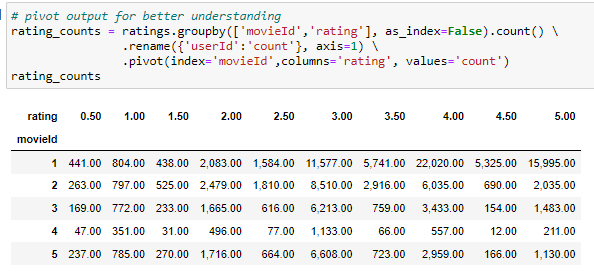 # pivot output for better understanding
rating_counts = ratings.groupby(['movieId','rating'], as_index=False).count() \
.rename({'userId':'count'}, axis=1) \
.pivot(index='movieId',columns='rating', values='count')
rating_counts
rating 0.50 1.00 1.50 2.00 2.50 3.00 3.50 4.00 4.50 5.00
movieId
1 441.00 804.00 438.00 2,083.00 1,584.00 11,577.00 5,741.00 22,020.00 5,325.00 15,995.00
2 263.00 797.00 525.00 2,479.00 1,810.00 8,510.00 2,916.00 6,035.00 690.00 2,035.00
3 169.00 772.00 233.00 1,665.00 616.00 6,213.00 759.00 3,433.00 154.00 1,483.00
4 47.00 351.00 31.00 496.00 77.00 1,133.00 66.00 557.00 12.00 211.00
5 237.00 785.00 270.00 1,716.00 664.00 6,608.00 723.00 2,959.00 166.00 1,130.00